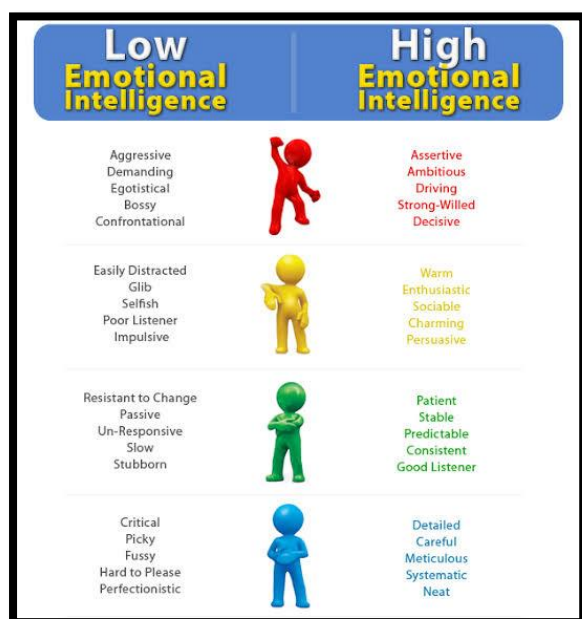 Low
Emotional
Intelligence
High
Emotional
Intelligence
Aggressive
Demanding
Egotistical
Bossy
Confrontational
Assertive
Ambitious
Driving
Strong-Willed
Decisive
Easily Distracted
Glib
Selfish
Poor Listener
Impulsive
Warm
Enthusiastic
Sociable
Charming
Persuasive
Resistant to Change
Passive
Un-Responsive
Slow
Stubborn
Patient
Stable
Predictable
Consistent
Good Listener
Critical
Picky
Fussy
Hard to Please
Perfectionistic
Detailed
Careful
Meticulous
Systematic
Neat